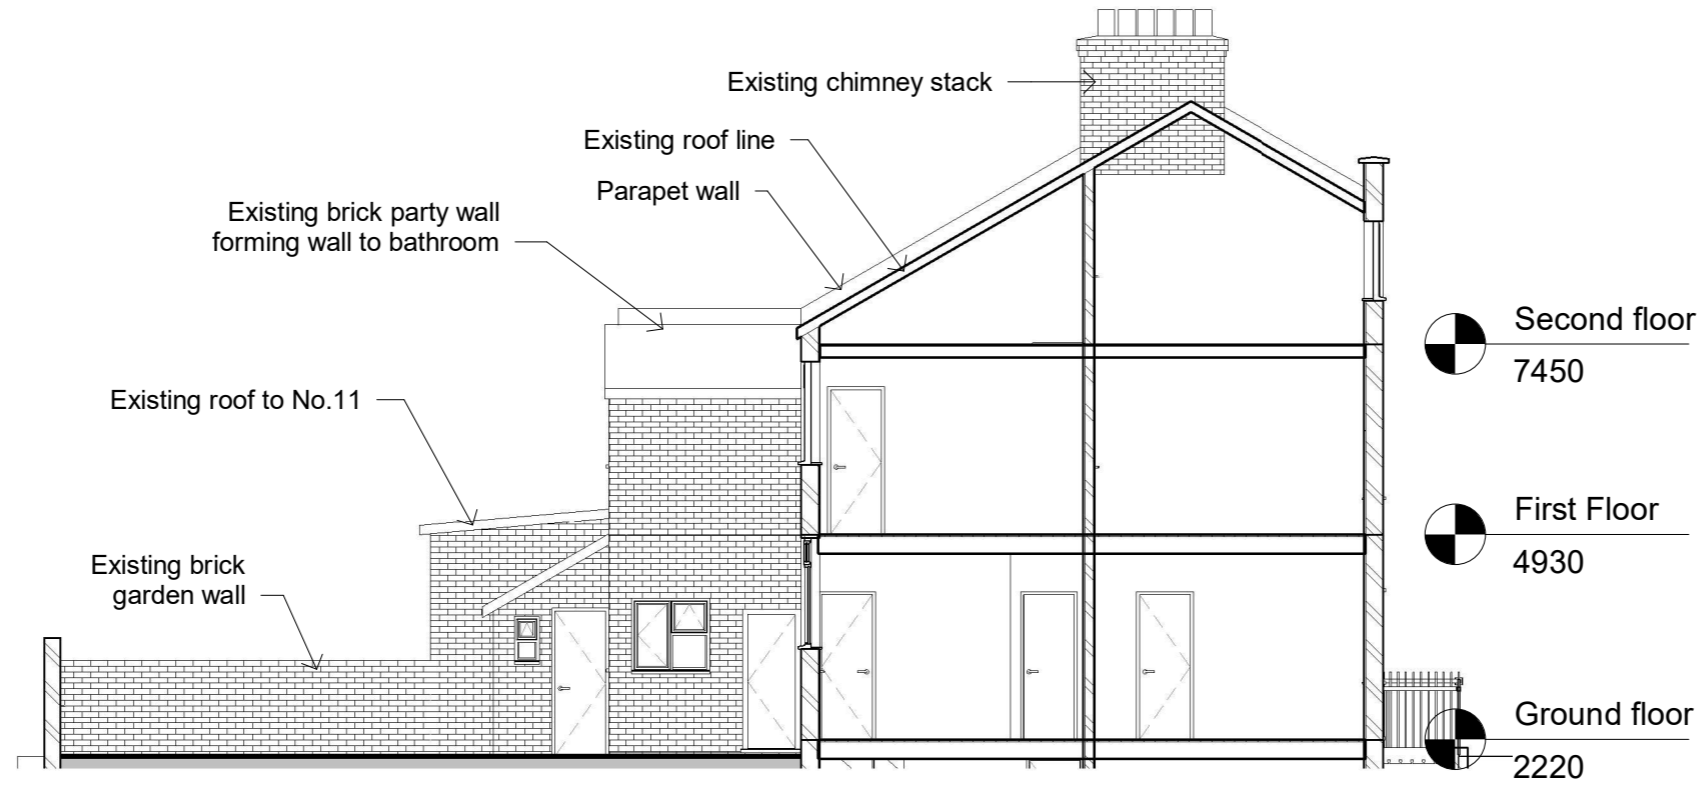 Existing chimney stack
Existing roof line
Parapet wall
Existing brick party wall
forming wall to bathroom
Existing roof to No.11
Existing brick
garden wall
Second floor
7450
First Floor
4930
Ground floor
2220